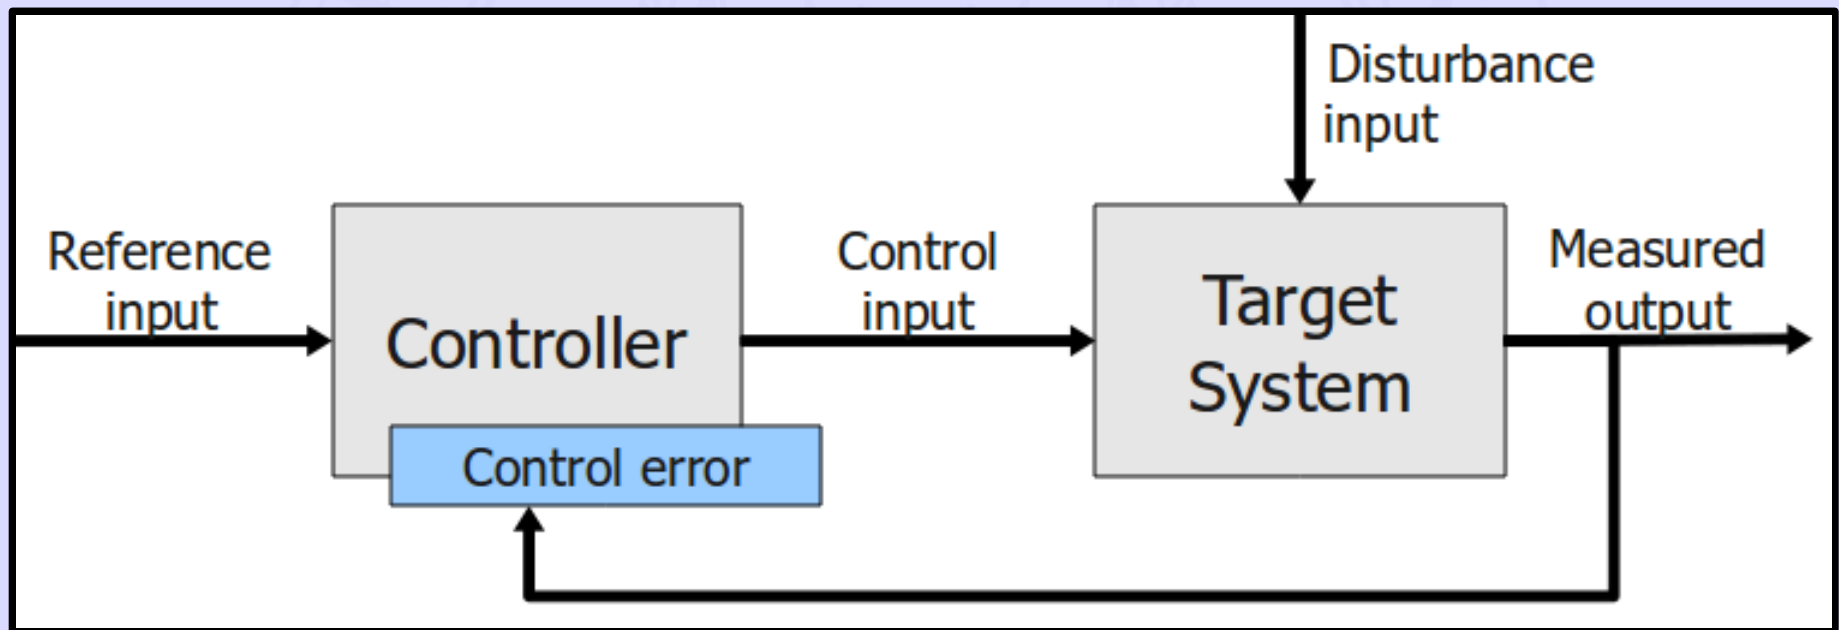 Disturbance
input
Reference
input
Controller
Control error
Control
input
Target
System
Measured
output